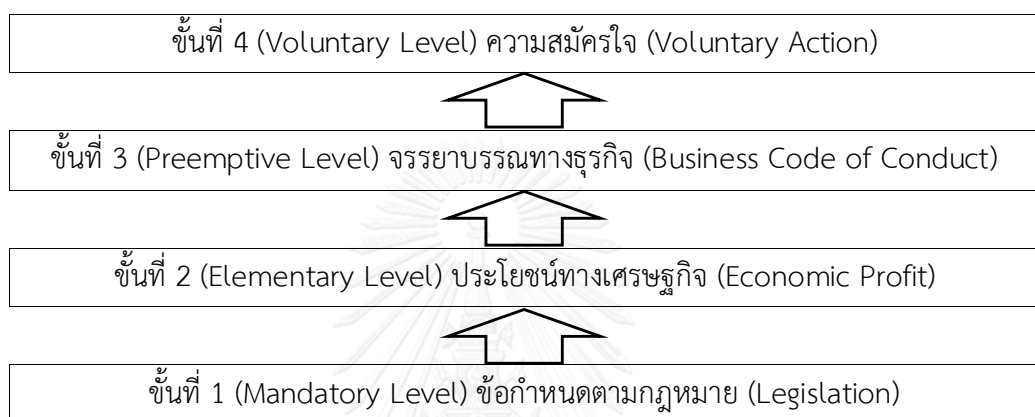 ขั้นที่ 4 (Voluntary Level) ความสมัครใจ (Voluntary Action)
ขั้นที่ 3 (Preemptive Level) จรรยาบรรณทางธุรกิจ (Business Code of Conduct)
ขั้นที่ 2 (Elementary Level) ประโยชน์ทางเศรษฐกิจ (Economic Profit)
ขั้นที่ 1 (Mandatory Level) ข้อกำหนดตามกฎหมาย (Legislation)